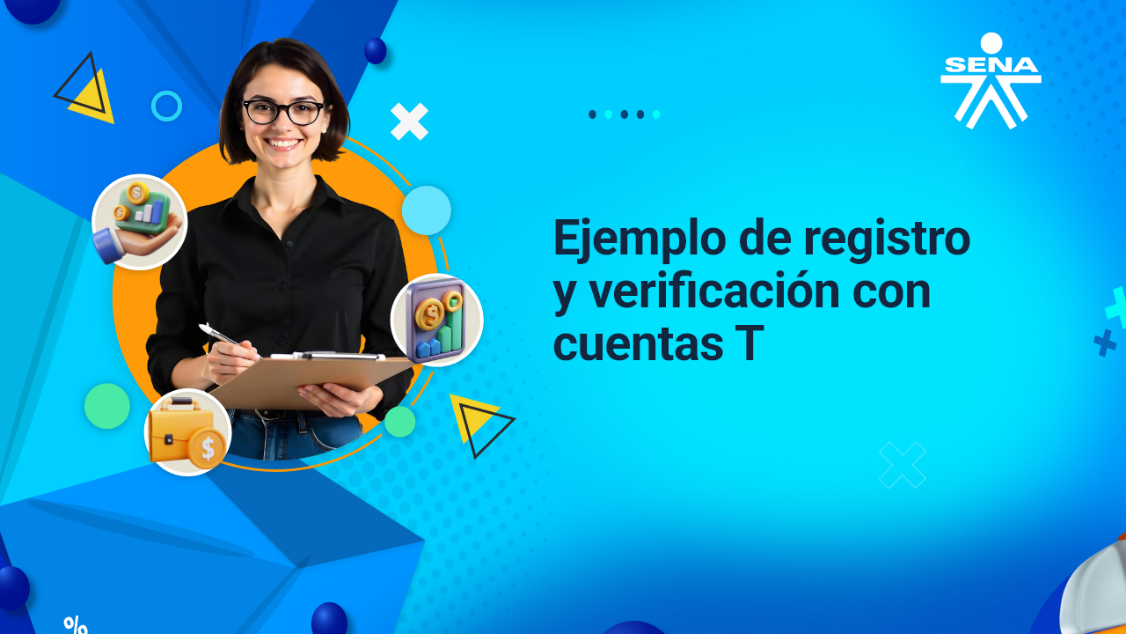 SENA
Ejemplo de registro
y verificación con
cuentas T
$
$
$
%